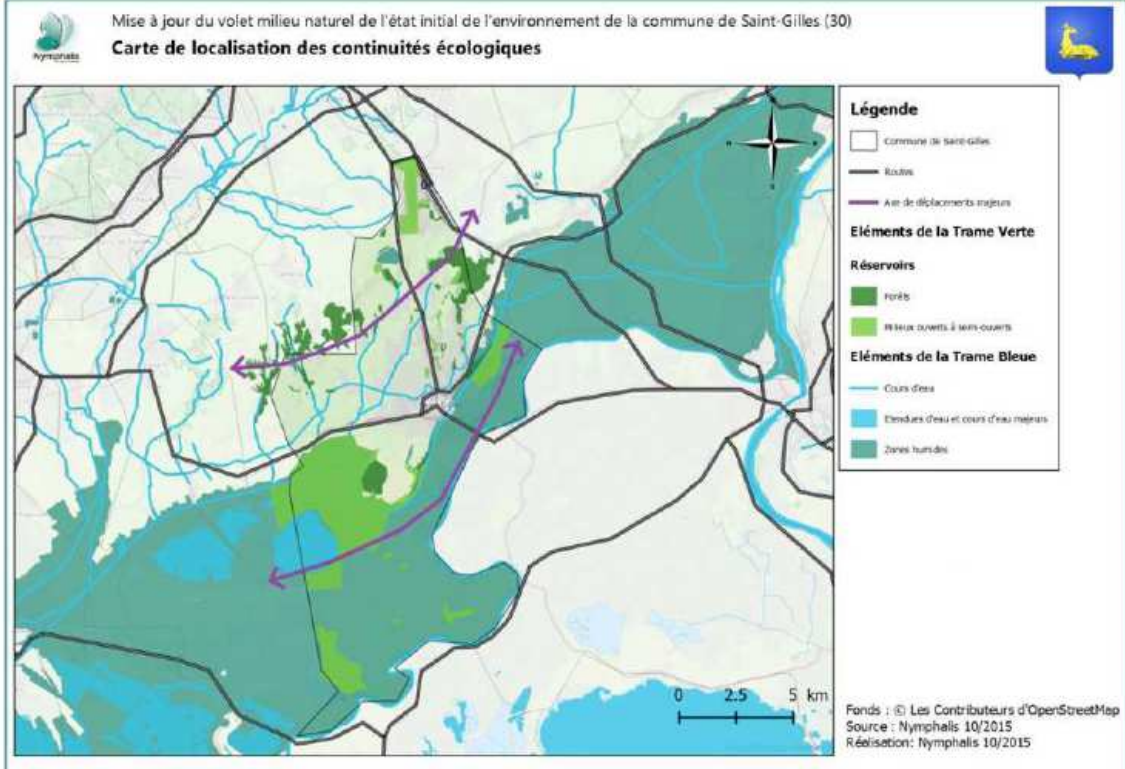 Mise à jour du volet milieu naturel de l'état initial de l'environnement de la commune de Saint-Gilles (30)
Carte de localisation des continuités écologiques
Nymphalis
Légende
Commune de Saint-Gilles
Routes
Axe de déplacements majeurs
Eléments de la Trame Verte
Réservoirs
Forêts
Milieux ouverts à semi-ouverts
Eléments de la Trame Bleue
Cours d'eau
Etendues d'eau et cours d'eau majeurs
Zones humides
0 2.5 5 km
Fonds : © Les Contributeurs d'OpenStreetMap
Source : Nymphalis 10/2015
Réalisation: Nymphalis 10/2015